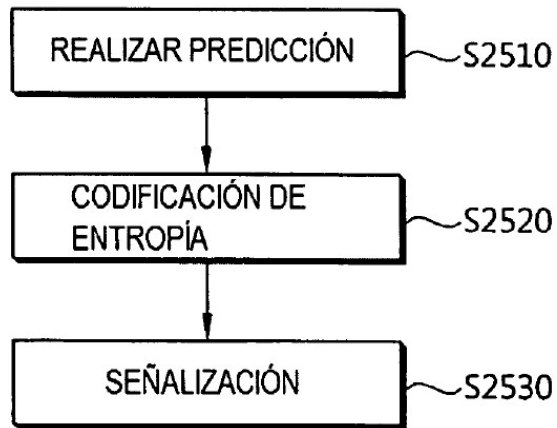 REALIZAR PREDICCIÓN
S2510
CODIFICACIÓN DE
ENTROPÍA
S2520
SEÑALIZACIÓN
S2530